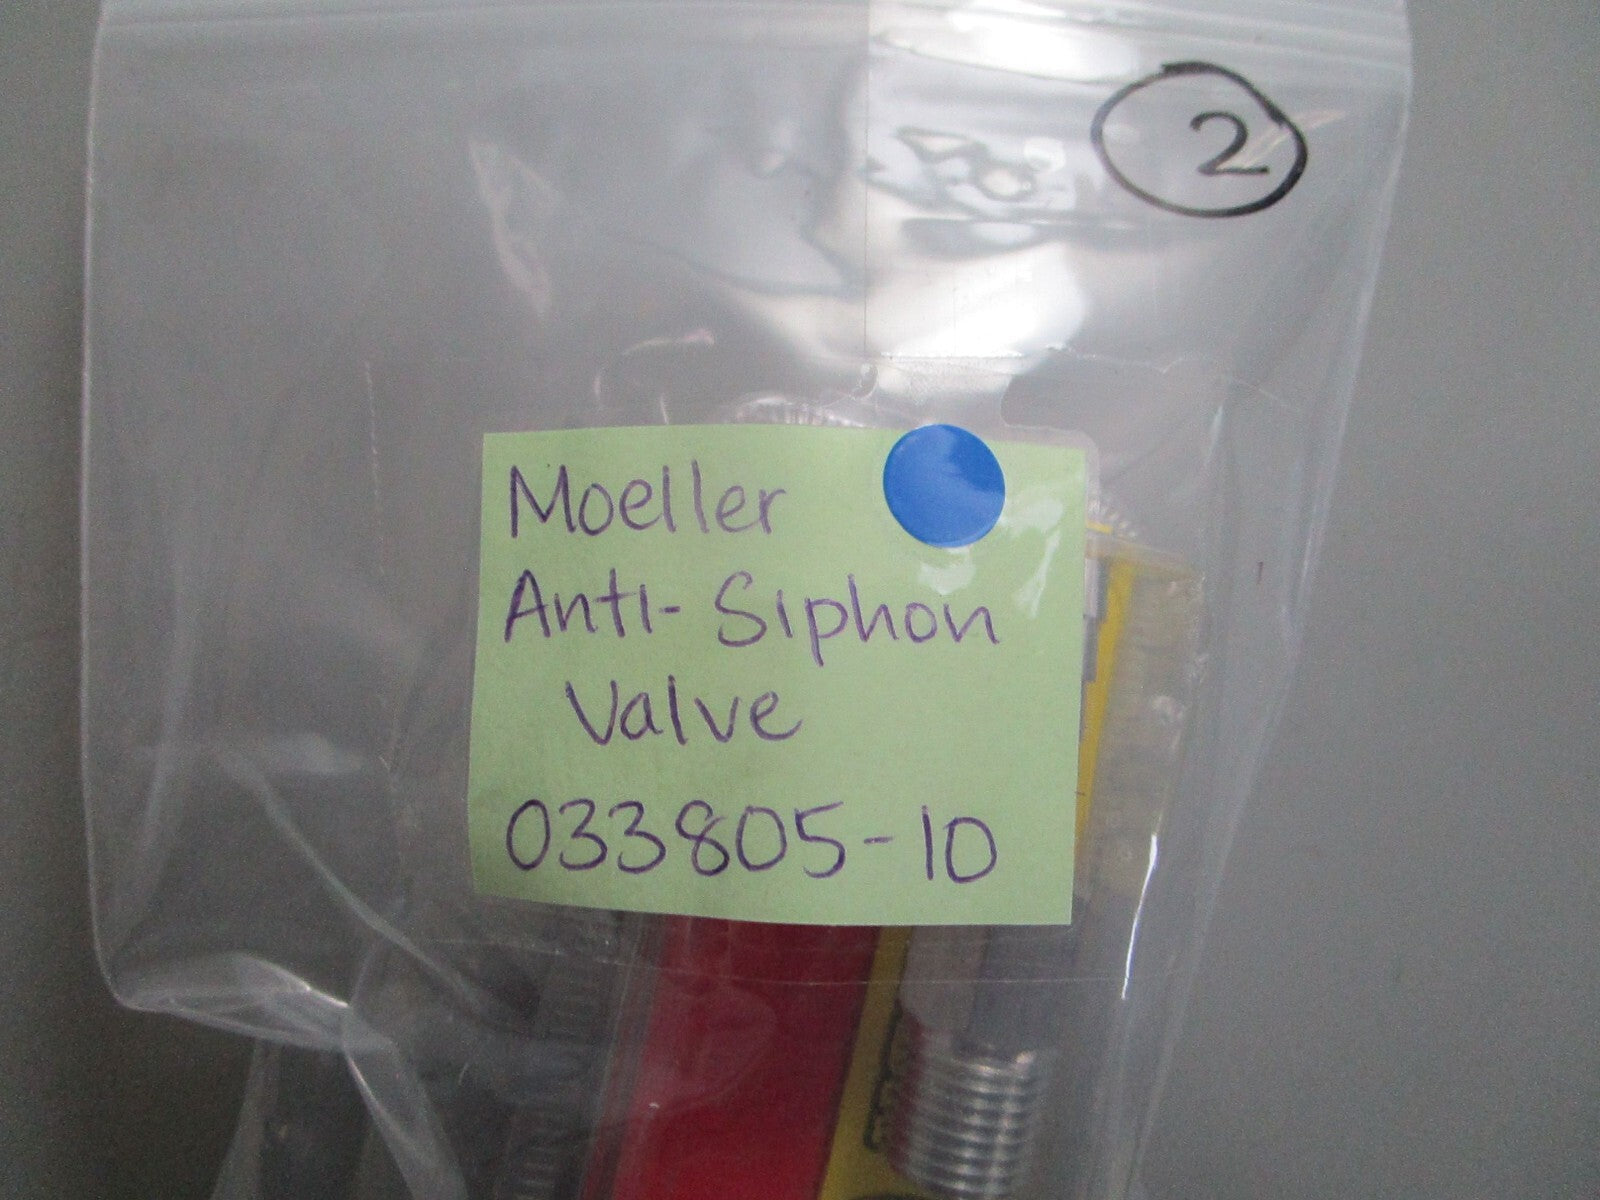 2
Moeller
Anti-Siphon
Valve
033805-10